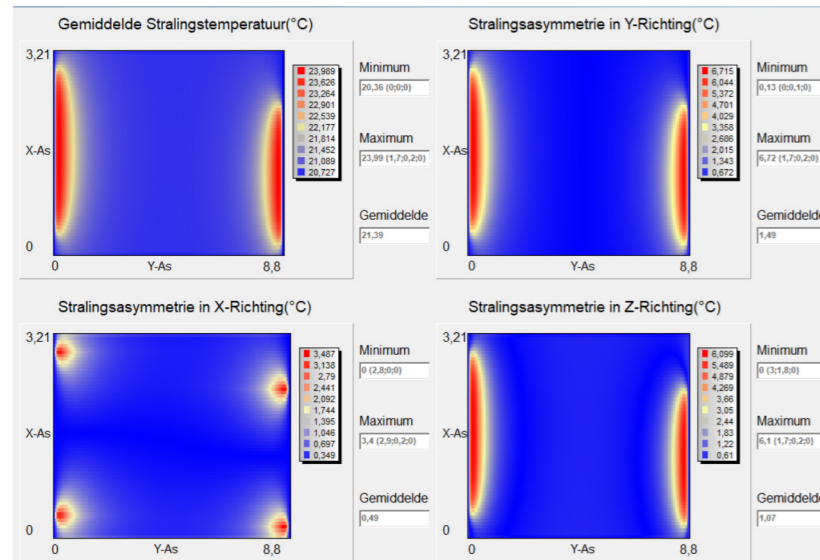 Gemiddelde Stralingstemperatuur(°C)
3,21
X-As
0
0
Y-As
8,8
23,989
23,626
23,264
22,901
22,539
22,177
21,814
21,452
21,089
20,727
Minimum
20,36 (0;0;0)
Maximum
23,99 (1,7;0,2;0)
Gemiddelde
21,39
Stralingsasymmetrie in Y-Richting(°C)
3,21
X-As
0
0
Y-As
8,8
6,715
6,044
5,372
4,701
4,029
3,358
2,686
2,015
1,343
0,672
Minimum
0,13 (0;0,1;0)
Maximum
6,72 (1,7;0,2;0)
Gemiddelde
1,49
Stralingsasymmetrie in X-Richting(°C)
3,21
X-As
0
0
Y-As
8,8
3,487
3,138
2,79
2,441
2,092
1,744
1,395
1,046
0,697
0,349
Minimum
0 (2,8;0;0)
Maximum
3,4 (2,9;0,2;0)
Gemiddelde
0,49
Stralingsasymmetrie in Z-Richting(°C)
3,21
X-As
0
0
Y-As
8,8
6,099
5,489
4,879
4,269
3,66
3,05
2,44
1,83
1,22
0,61
Minimum
0 (3;1,8;0)
Maximum
6,1 (1,7;0,2;0)
Gemiddelde
1,07